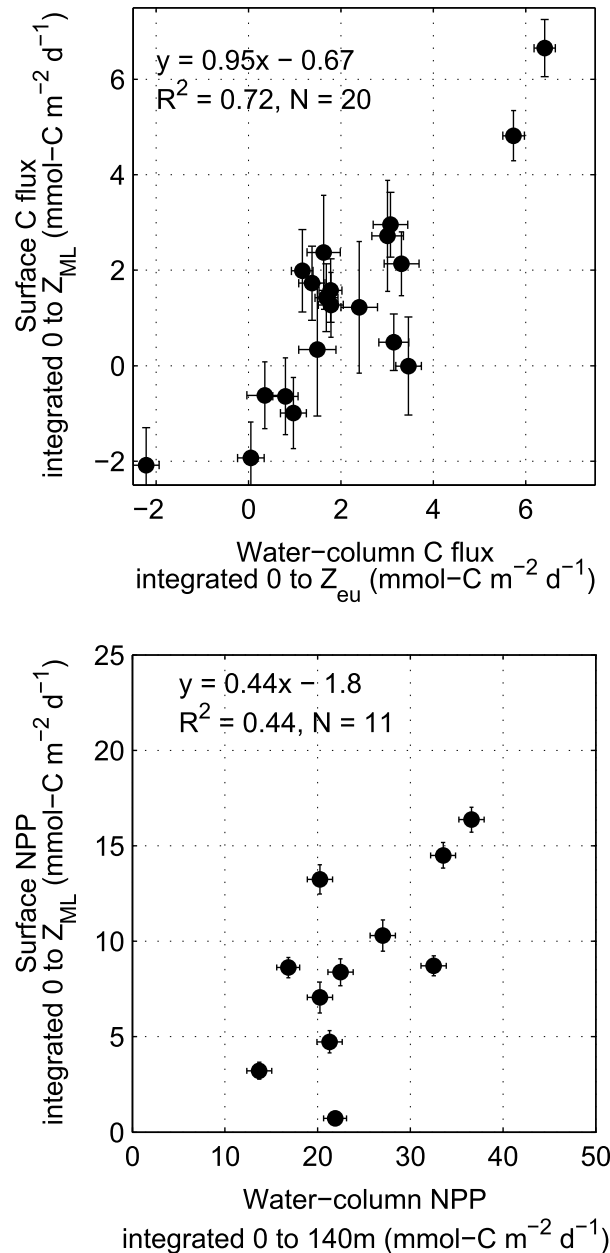 y = 0.95x − 0.67
R² = 0.72, N = 20
Surface C flux
integrated 0 to Z_ML (mmol−C m⁻² d⁻¹)
6
4
2
0
−2
−2 0 2 4 6
Water−column C flux
integrated 0 to Z_eu (mmol−C m⁻² d⁻¹)
y = 0.44x − 1.8
R² = 0.44, N = 11
Surface NPP
integrated 0 to Z_ML (mmol−C m⁻² d⁻¹)
25
20
15
10
5
0
0 10 20 30 40 50
Water−column NPP
integrated 0 to 140m (mmol−C m⁻² d⁻¹)